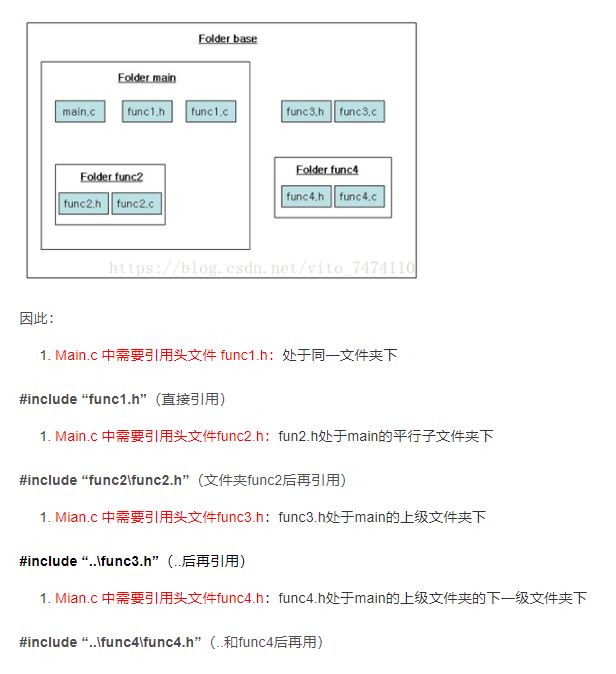 Folder base
Folder main
main.c func1.h func1.c func3.h func3.c
Folder func2 Folder func4
func2.h func2.c func4.h func4.c
https://blog.csdn.net/vito_7474110
因此：
1. Main.c 中需要引用头文件 func1.h：处于同一文件夹下
#include “func1.h”（直接引用）
1. Main.c 中需要引用头文件func2.h：fun2.h处于main的平行子文件夹下
#include “func2\func2.h”（文件夹func2后再引用）
1. Mian.c 中需要引用头文件func3.h：func3.h处于main的上级文件夹下
#include “..\func3.h”（..后再引用）
1. Mian.c 中需要引用头文件func4.h：func4.h处于main的上级文件夹的下一级文件夹下
#include “..\func4\func4.h”（..和func4后再用）